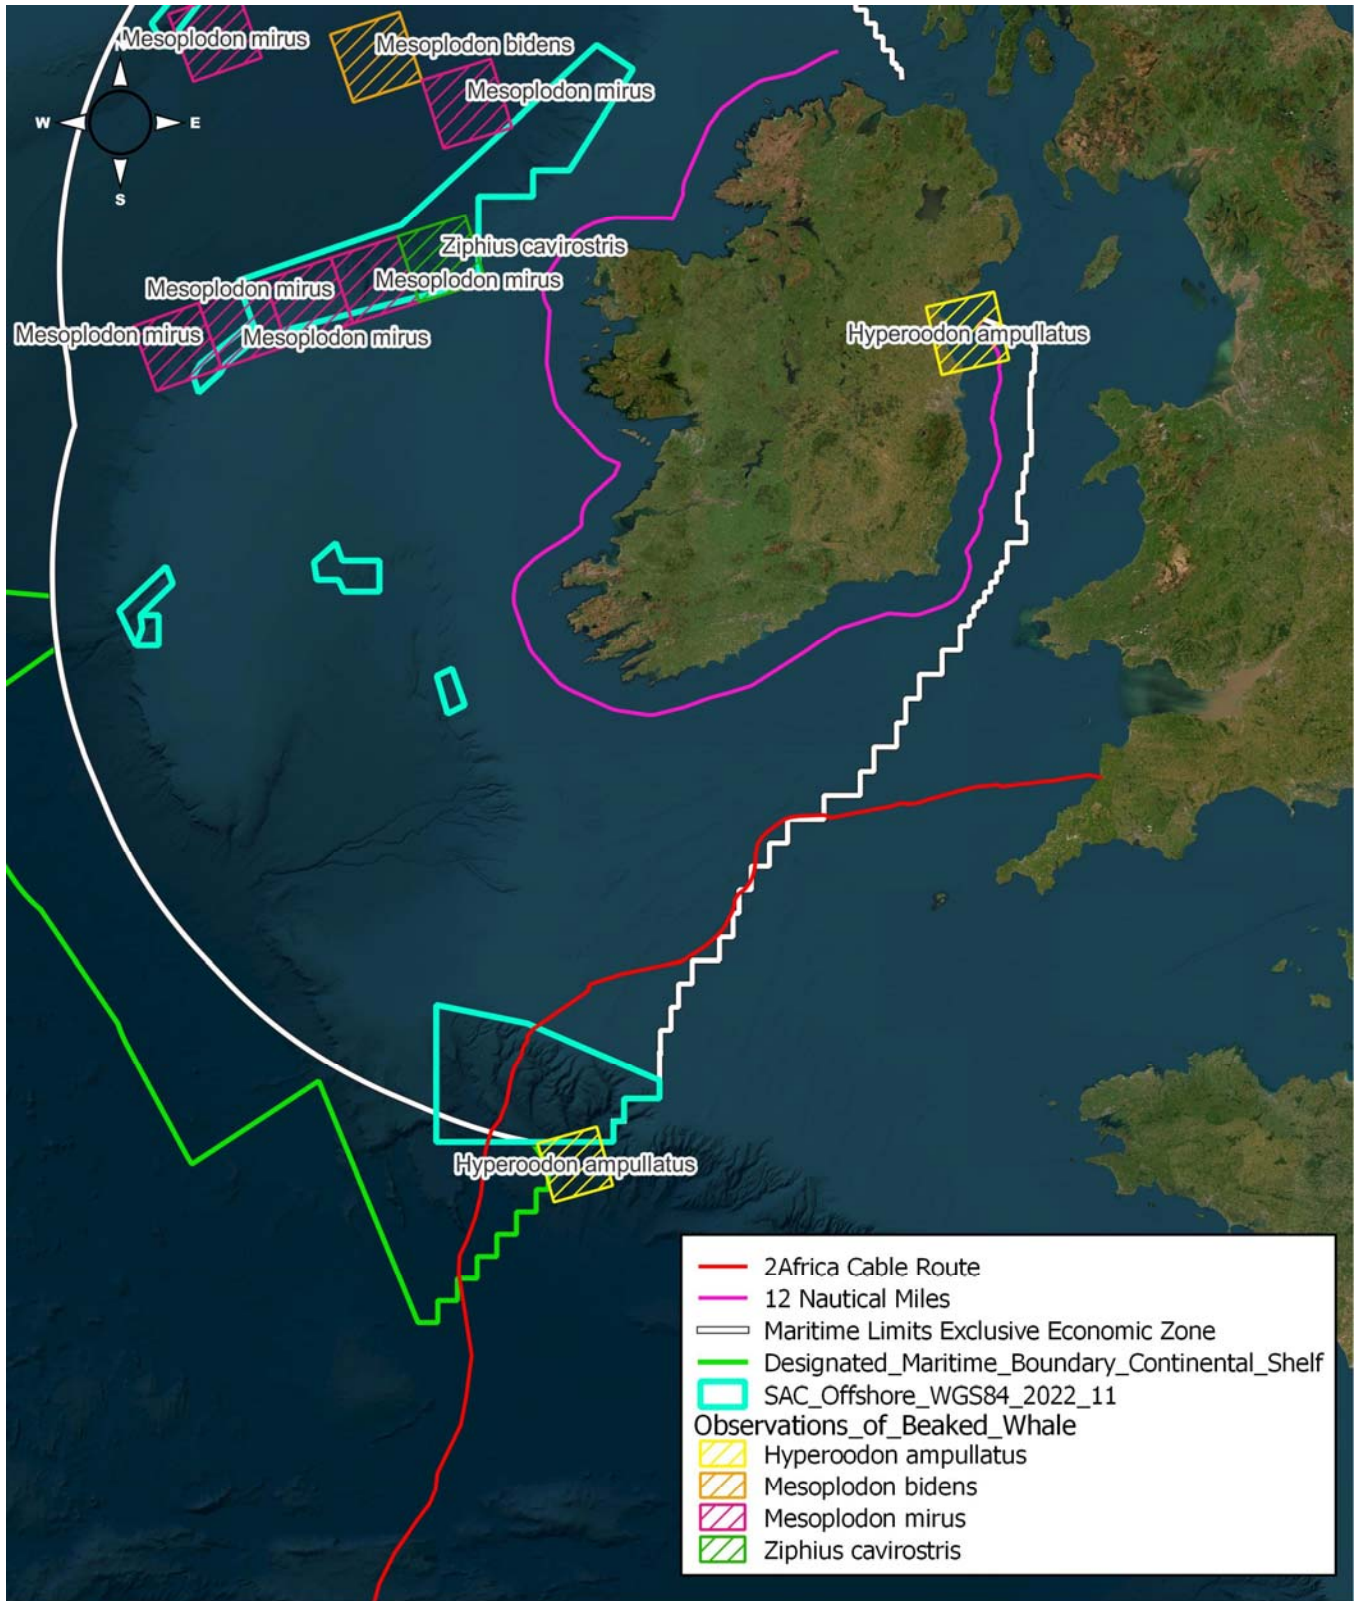 Mesoplodon mirus
Mesoplodon bidens
N
Mesoplodon mirus
W
E
S
Ziphius cavirostris
Mesoplodon mirus
Mesoplodon mirus
Mesoplodon mirus
Mesoplodon mirus
Hyperoodon ampullatus
Hyperoodon ampullatus
2Africa Cable Route
12 Nautical Miles
Maritime Limits Exclusive Economic Zone
Designated_Maritime_Boundary_Continental_Shelf
SAC_Offshore_WGS84_2022_11
Observations_of_Beaked_Whale
Hyperoodon ampullatus
Mesoplodon bidens
Mesoplodon mirus
Ziphius cavirostris